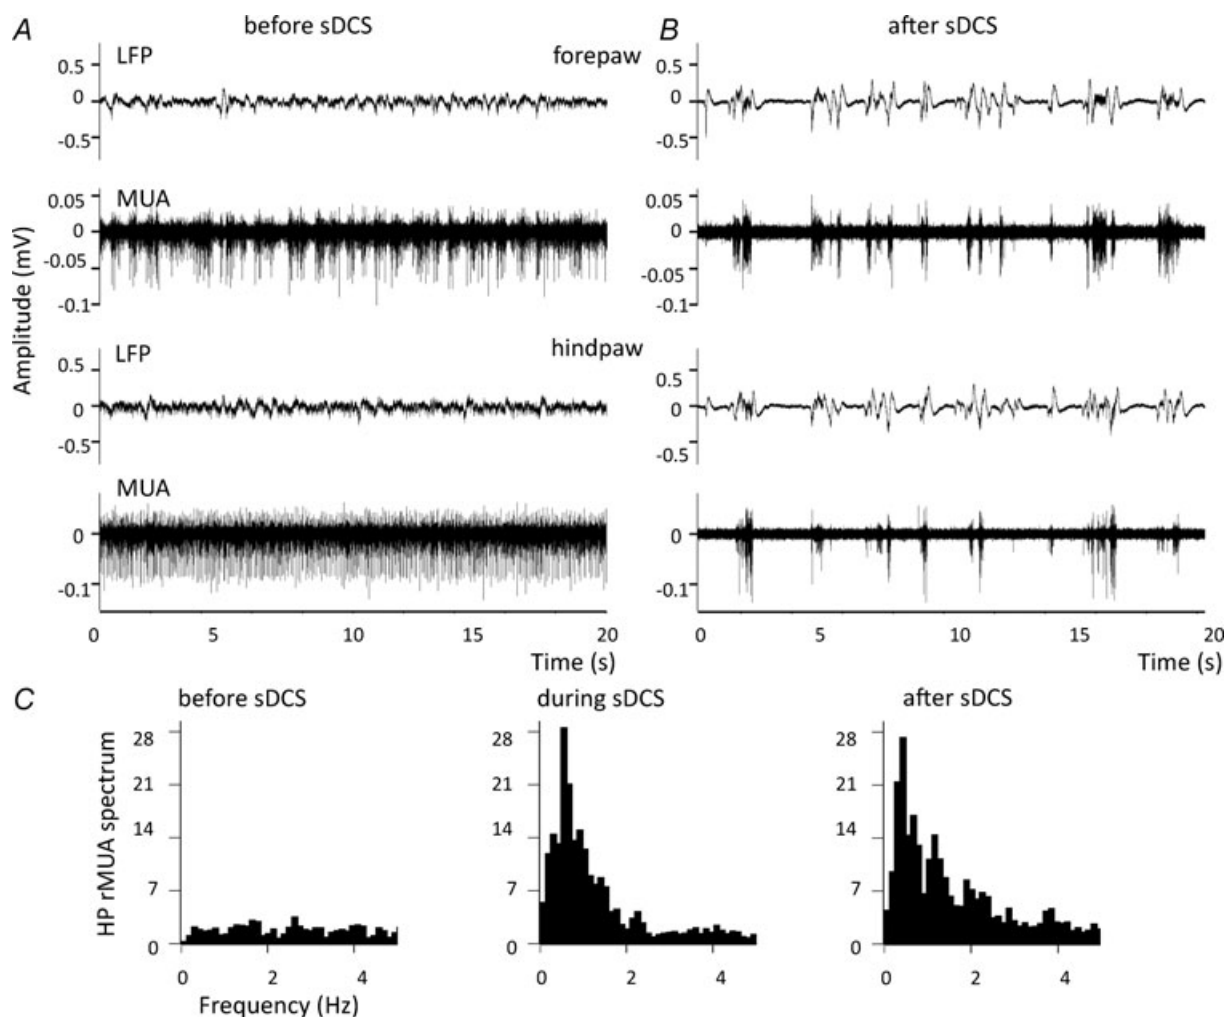 A before sDCS B after sDCS
LFP forepaw
0.5 0.5
0 0
-0.5 -0.5
MUA
0.05 0.05
0 0
-0.05 -0.05
-0.1 -0.1
Amplitude (mV)
LFP hindpaw
0.5 0.5
0 0
-0.5 -0.5
MUA
0 0
-0.1 -0.1
0 5 10 15 20 0 5 10 15 20
Time (s) Time (s)
C before sDCS during sDCS after sDCS
28 28 28
21 21 21
14 14 14
7 7 7
0 0 0
HP rMUA spectrum
0 2 4 0 2 4 0 2 4
Frequency (Hz)